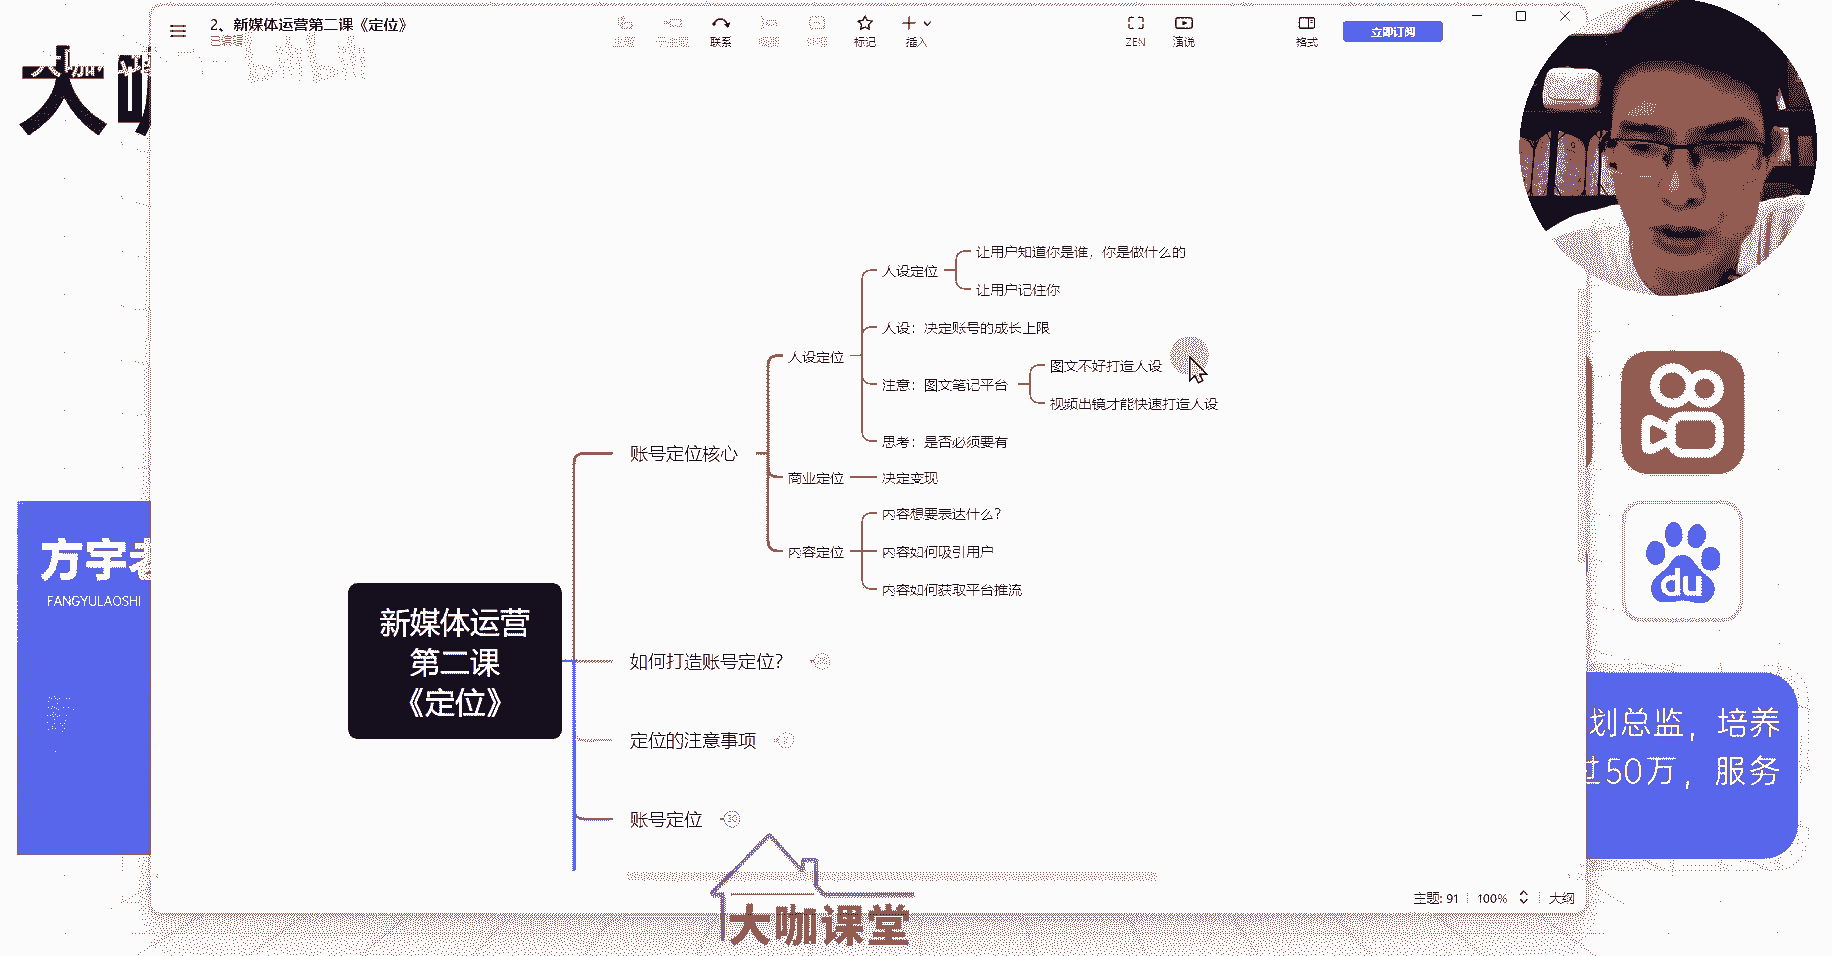 2、新媒体运营第二课《定位》
已编辑
联系
标记
插入
ZEN
演说
格式
立即订阅
bilibili
大咖
让用户知道你是谁，你是做什么的
人设定位
让用户记住你
人设：决定账号的成长上限
人设定位
图文不好打造人设
注意：图文笔记平台
视频出镜才能快速打造人设
思考：是否必须要有
账号定位核心
商业定位
决定变现
内容想要表达什么？
内容定位
内容如何吸引用户
内容如何获取平台推流
方宇老
FANGYULAOSHI
du
新媒体运营
第二课
《定位》
如何打造账号定位？
定位的注意事项
账号定位
划总监，培养
过50万，服务
主题: 91
100%
大纲
大咖课堂